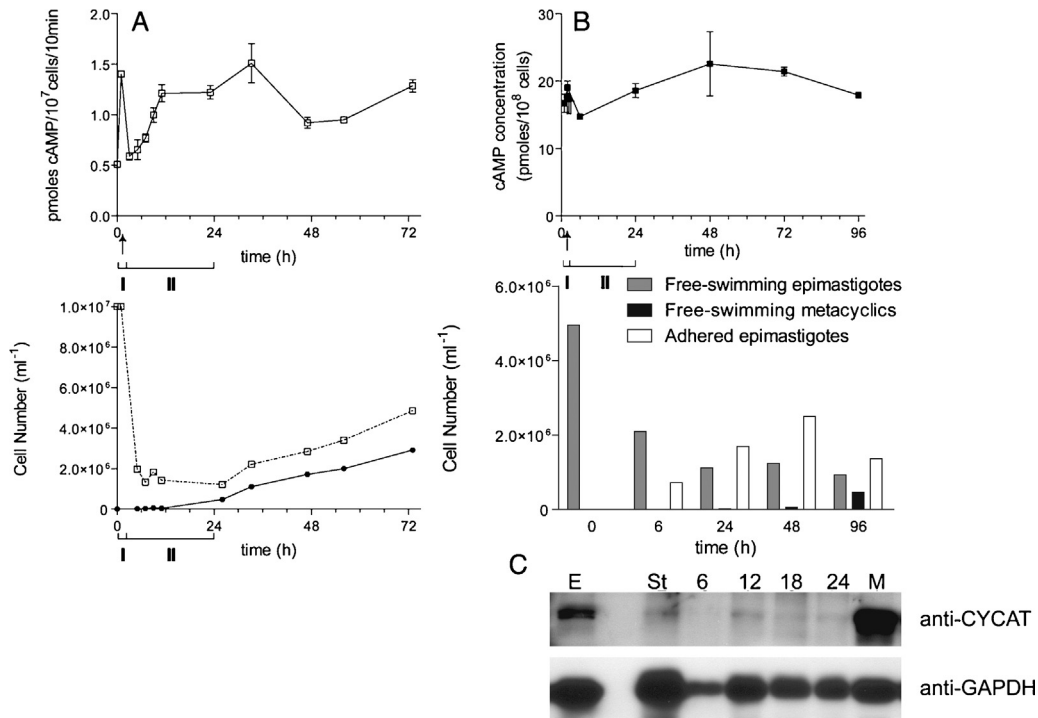 A
pmoles cAMP/10⁷cells/10min
2.0
1.5
1.0
0.5
0.0
0 24 48 72
time (h)
I II
Cell Number (ml⁻¹)
1.0×10⁷
8.0×10⁶
6.0×10⁶
4.0×10⁶
2.0×10⁶
0
0 24 48 72
time (h)
I II
B
cAMP concentration
(pmoles/10⁸ cells)
30
20
10
0
0 24 48 72 96
time (h)
I II
Free-swimming epimastigotes
Free-swimming metacyclics
Adhered epimastigotes
Cell Number (ml⁻¹)
6.0×10⁶
4.0×10⁶
2.0×10⁶
0
0 6 24 48 96
time (h)
C
E St 6 12 18 24 M
anti-CYCAT
anti-GAPDH